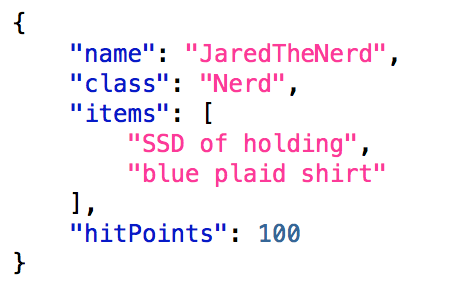 {
    "name": "JaredTheNerd",
    "class": "Nerd",
    "items": [
        "SSD of holding",
        "blue plaid shirt"
    ],
    "hitPoints": 100
}